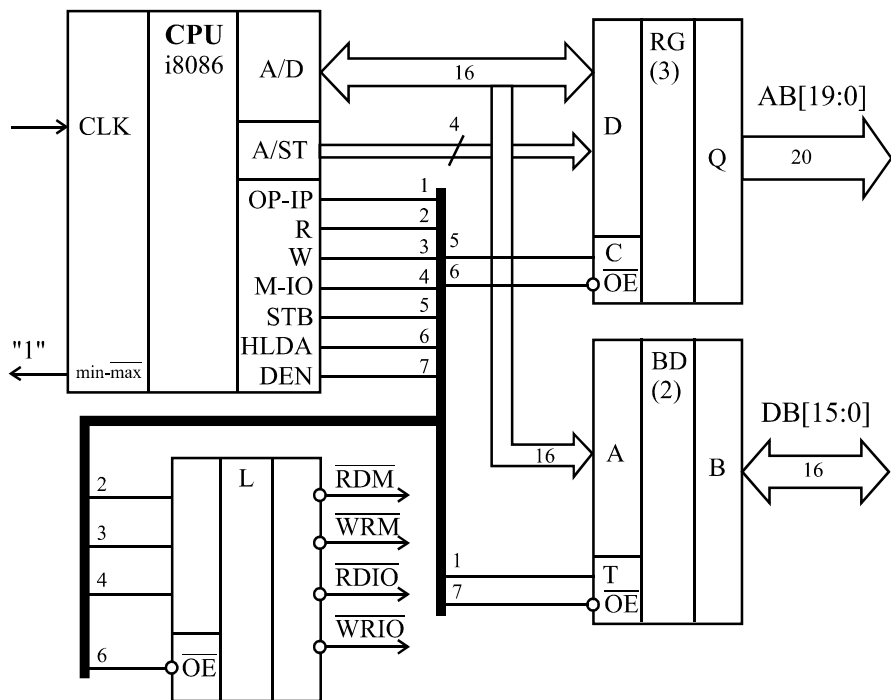 CPU
i8086
A/D
CLK
A/ST
OP-IP
R
W
M-IO
STB
HLDA
DEN
"1"
min-max
1
2
3
4
5
6
7
16
4
5
6
RG
(3)
D
Q
C
OE
AB[19:0]
20
BD
(2)
A
B
16
T
OE
1
7
DB[15:0]
16
L
2
3
4
6
OE
RDM
WRM
RDIO
WRIO